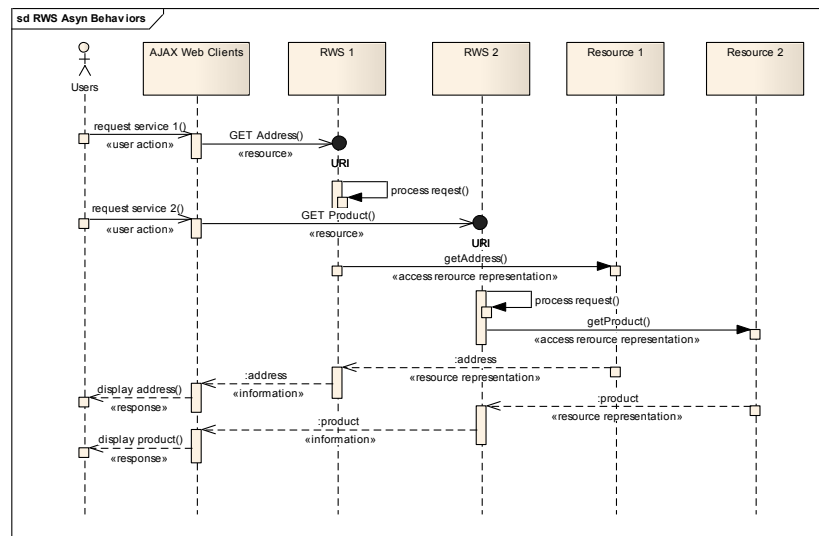 sd RWS Asyn Behaviors
Users
AJAX Web Clients
RWS 1
RWS 2
Resource 1
Resource 2
request service 1()
«user action»
GET Address()
«resource»
URI
process reqest()
request service 2()
«user action»
GET Product()
«resource»
URI
getAddress()
«access rerource representation»
process request()
getProduct()
«access rerource representation»
:address
«resource representation»
:address
«information»
display address()
«response»
:product
«resource representation»
:product
«information»
display product()
«response»